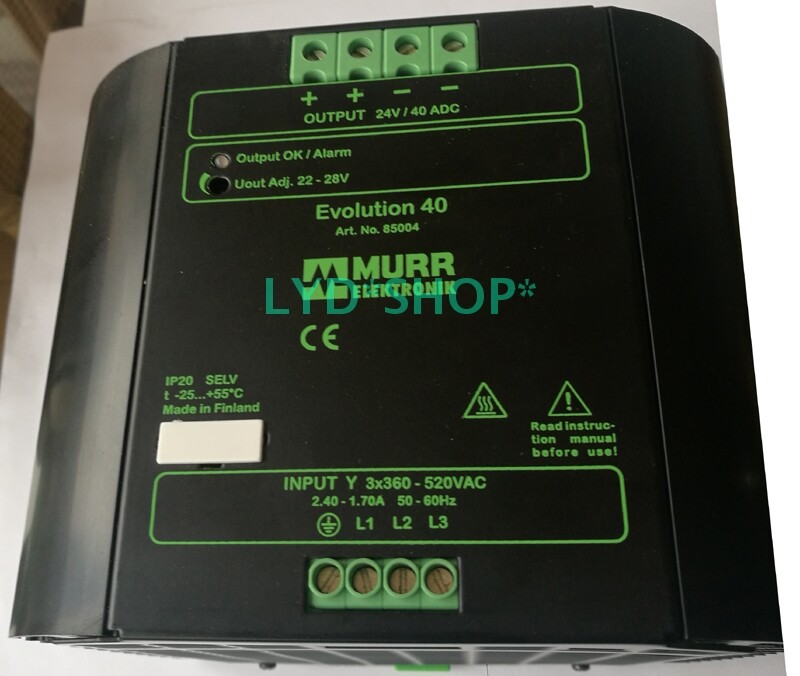 + + - -
OUTPUT 24V / 40 ADC
Output OK / Alarm
Uout Adj. 22 - 28V
Evolution 40
Art. No. 85004
MURR
ELEKTRONIK
LYD*SHOP*
CE
IP20 SELV
t -25...+55°C
Made in Finland
Read instruc-
tion manual
before use!
INPUT Y 3x360 - 520VAC
2.40 - 1.70A 50 - 60Hz
L1 L2 L3